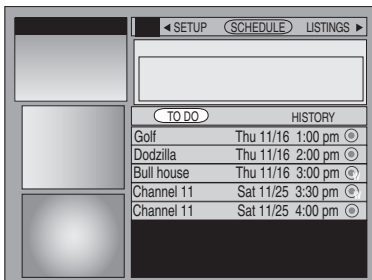 ◄ SETUP SCHEDULE LISTINGS ►
TO DO HISTORY
Golf Thu 11/16 1:00 pm
Dodzilla Thu 11/16 2:00 pm
Bull house Thu 11/16 3:00 pm
Channel 11 Sat 11/25 3:30 pm
Channel 11 Sat 11/25 4:00 pm